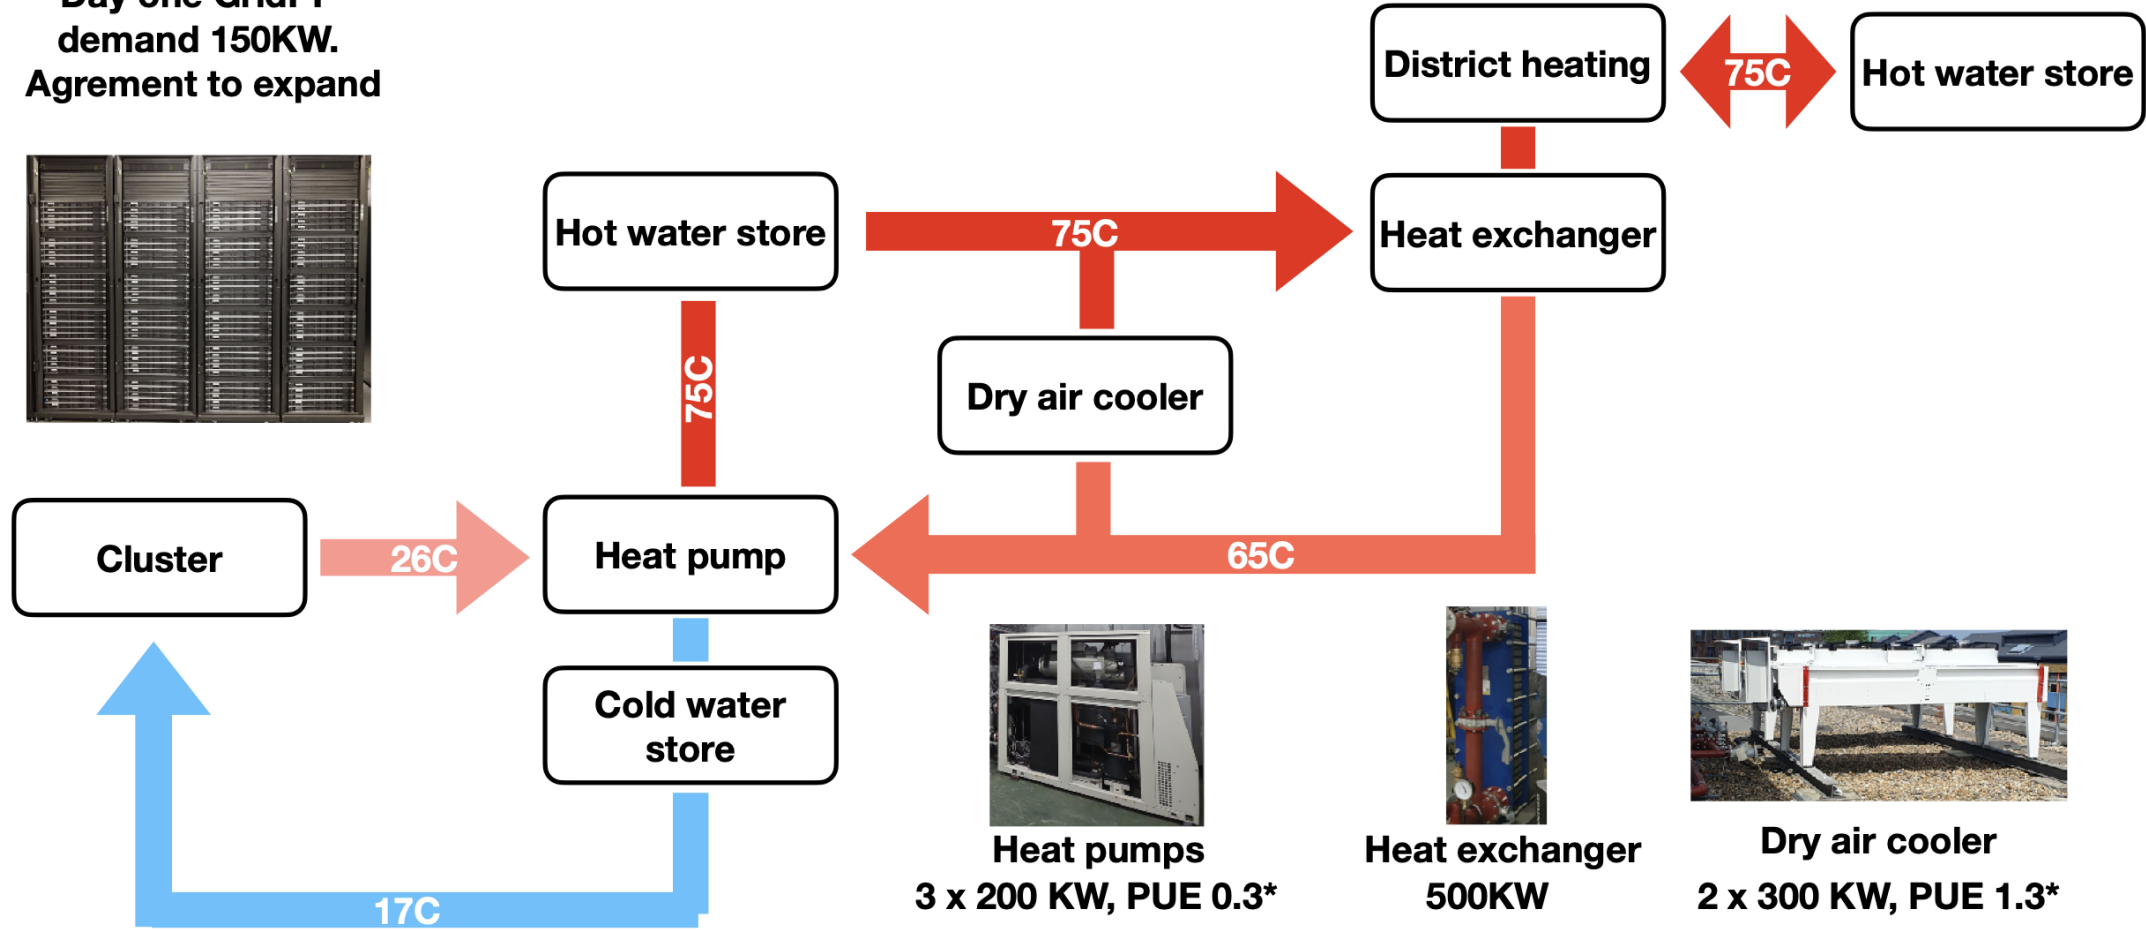 demand 150KW.
Agrement to expand
District heating
75C
Hot water store
Hot water store
75C
Heat exchanger
75C
Dry air cooler
Cluster
26C
Heat pump
65C
Cold water
store
17C
Heat pumps
3 x 200 KW, PUE 0.3*
Heat exchanger
500KW
Dry air cooler
2 x 300 KW, PUE 1.3*